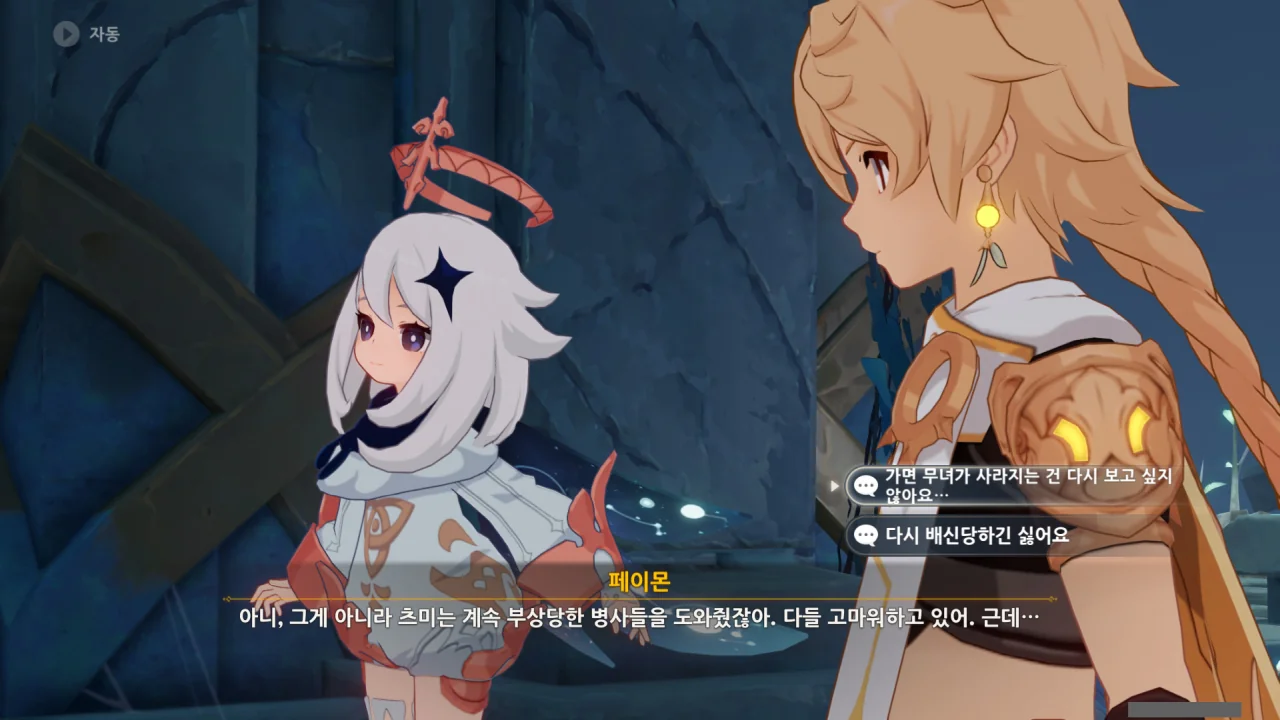 자동
가면 무녀가 사라지는 건 다시 보고 싶지
않아요…
다시 배신당하긴 싫어요
페이몬
아니, 그게 아니라 츠미는 계속 부상당한 병사들을 도와줬잖아. 다들 고마워하고 있어. 근데…